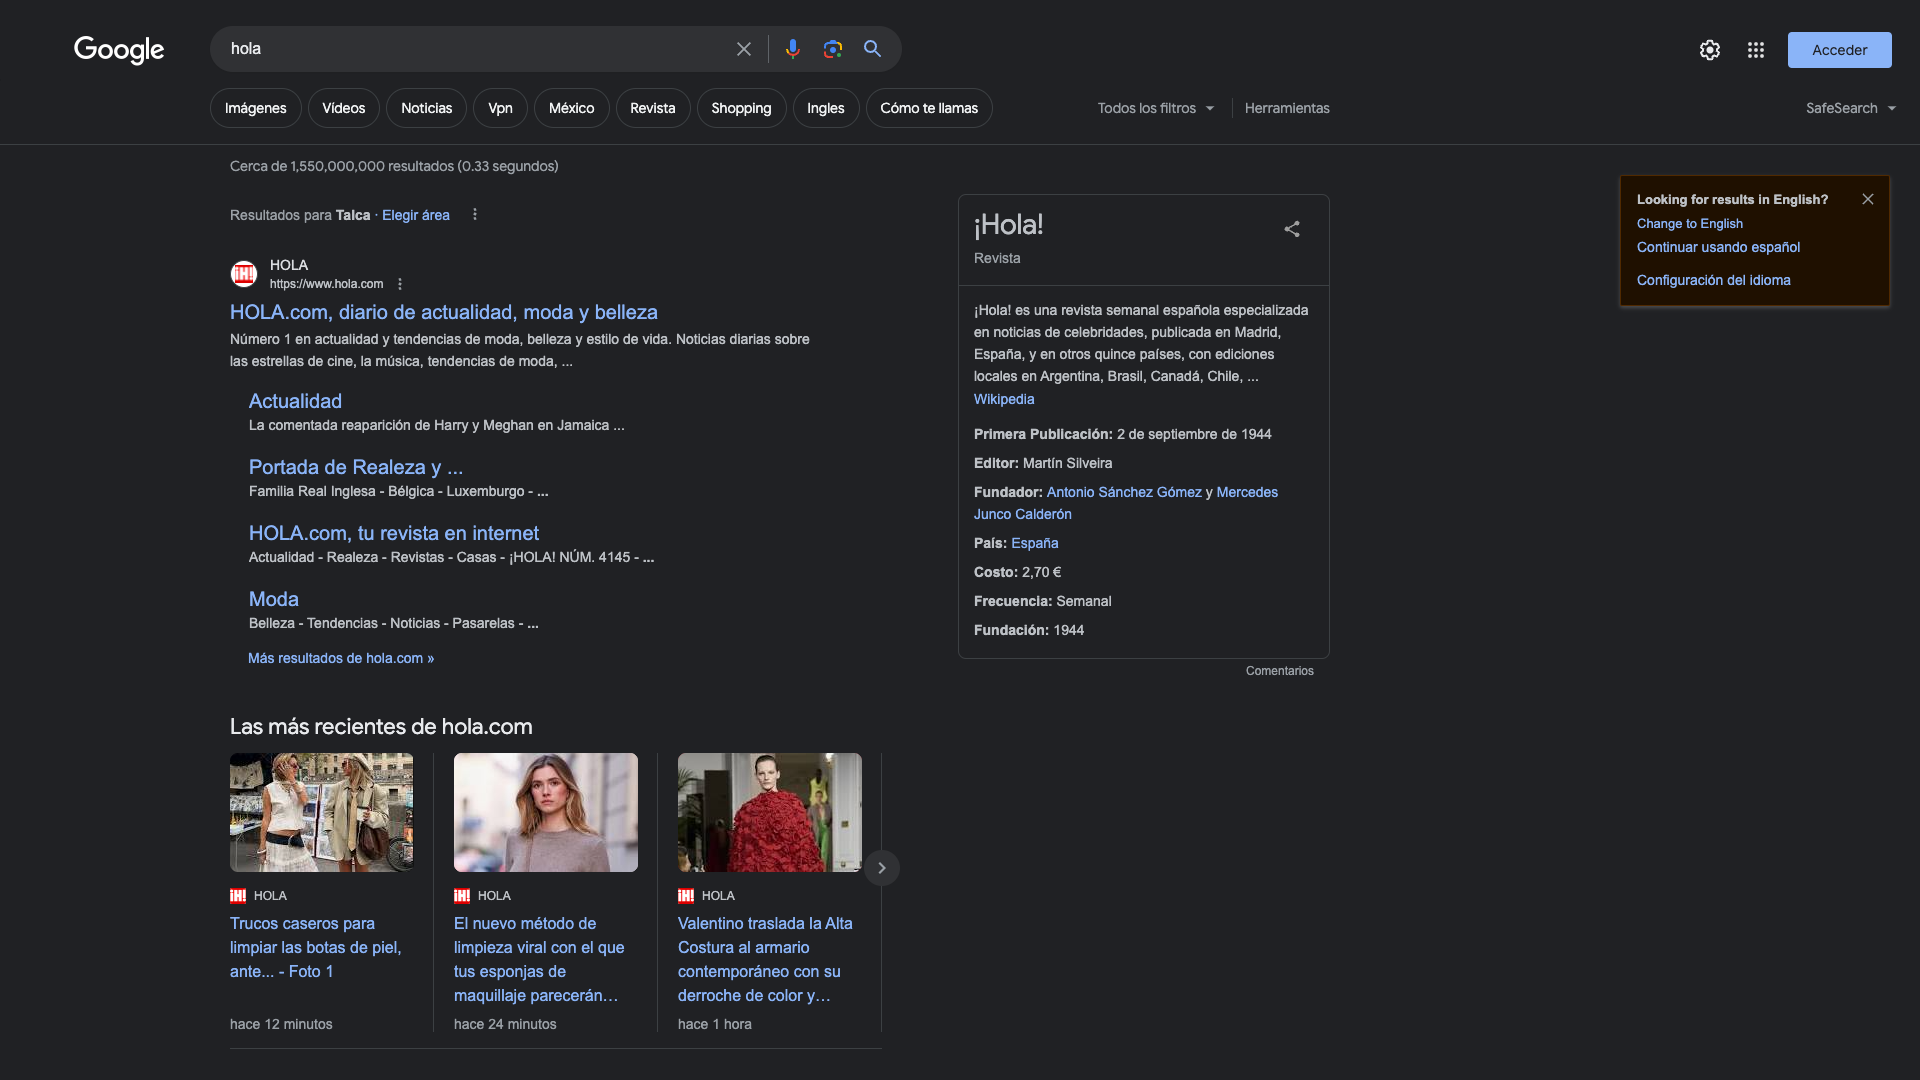 Google
hola
Acceder
Imágenes
Vídeos
Noticias
Vpn
México
Revista
Shopping
Ingles
Cómo te llamas
Todos los filtros
Herramientas
SafeSearch
Cerca de 1,550,000,000 resultados (0.33 segundos)
Resultados para Talca · Elegir área
HOLA
https://www.hola.com
HOLA.com, diario de actualidad, moda y belleza
Número 1 en actualidad y tendencias de moda, belleza y estilo de vida. Noticias diarias sobre
las estrellas de cine, la música, tendencias de moda, ...
Actualidad
La comentada reaparición de Harry y Meghan en Jamaica ...
Portada de Realeza y ...
Familia Real Inglesa - Bélgica - Luxemburgo - ...
HOLA.com, tu revista en internet
Actualidad - Realeza - Revistas - Casas - ¡HOLA! NÚM. 4145 - ...
Moda
Belleza - Tendencias - Noticias - Pasarelas - ...
Más resultados de hola.com »
Las más recientes de hola.com
¡H!
HOLA
Trucos caseros para
limpiar las botas de piel,
ante... - Foto 1
hace 12 minutos
¡H!
HOLA
El nuevo método de
limpieza viral con el que
tus esponjas de
maquillaje parecerán…
hace 24 minutos
¡H!
HOLA
Valentino traslada la Alta
Costura al armario
contemporáneo con su
derroche de color y…
hace 1 hora
¡Hola!
Revista
¡Hola! es una revista semanal española especializada
en noticias de celebridades, publicada en Madrid,
España, y en otros quince países, con ediciones
locales en Argentina, Brasil, Canadá, Chile, ...
Wikipedia
Primera Publicación: 2 de septiembre de 1944
Editor: Martín Silveira
Fundador: Antonio Sánchez Gómez y Mercedes
Junco Calderón
País: España
Costo: 2,70 €
Frecuencia: Semanal
Fundación: 1944
Comentarios
Looking for results in English?
Change to English
Continuar usando español
Configuración del idioma